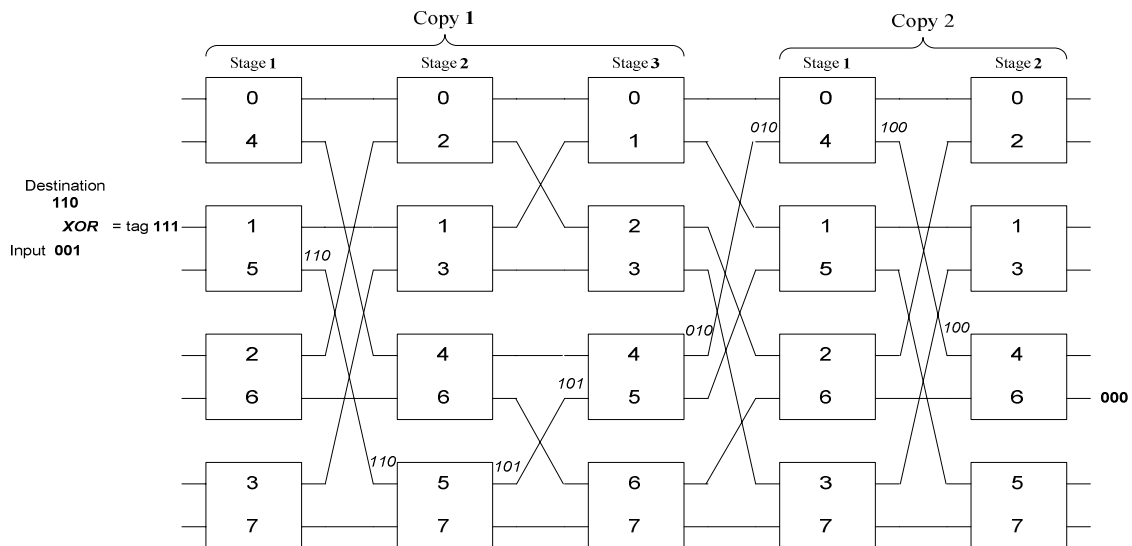 Copy 1
Copy 2
Stage 1
Stage 2
Stage 3
Stage 1
Stage 2
0 0 0 0 0
010 100
4 2 1 4 2
Destination
110
XOR = tag 111
Input 001
1 1 2 1 1
110
5 3 3 5 3
010 100
2 4 4 2 4
101
6 6 5 6 6
000
110 101
3 5 6 3 5
7 7 7 7 7